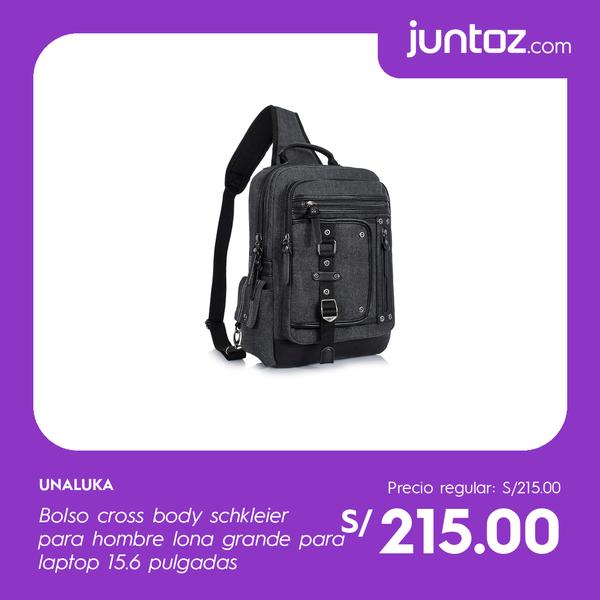 juntoz.com
UNALUKA
Precio regular: S/215.00
Bolso cross body schkleier
para hombre lona grande para
laptop 15.6 pulgadas
S/ 215.00